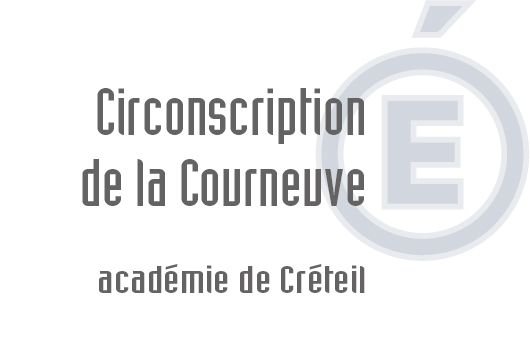 Circonscription
de la Courneuve
académie de Créteil
É